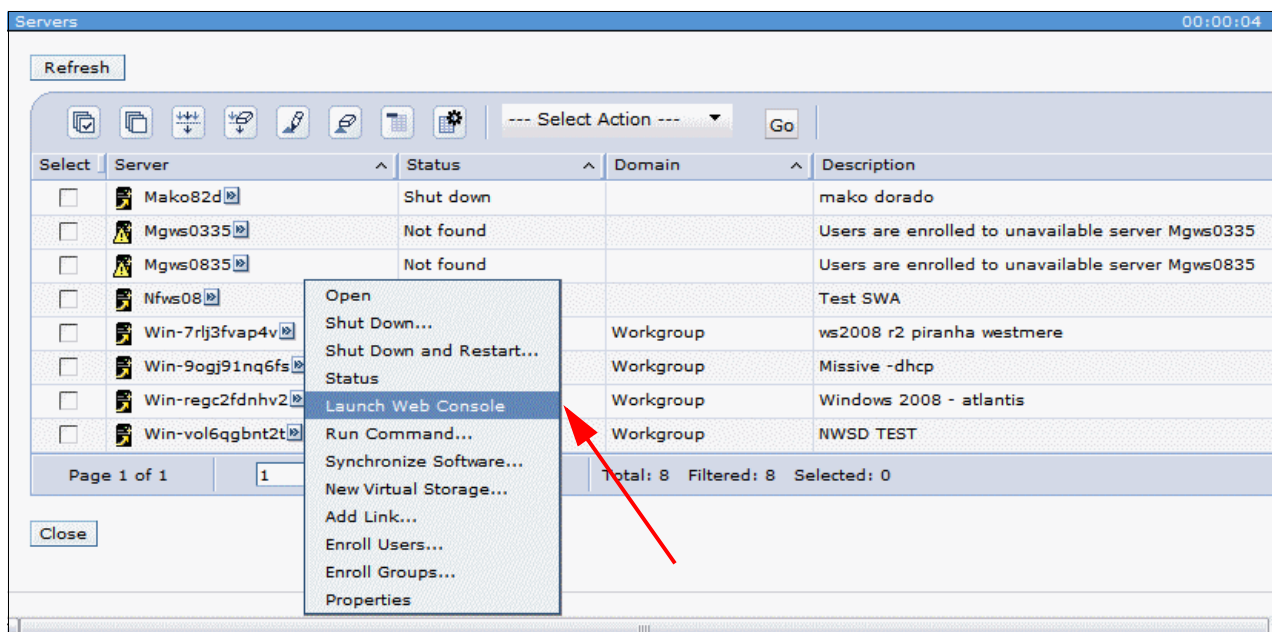 Servers 00:00:04
Refresh
--- Select Action --- Go
Select Server Status Domain Description
Mako82d Shut down mako dorado
Mgws0335 Not found Users are enrolled to unavailable server Mgws0335
Mgws0835 Not found Users are enrolled to unavailable server Mgws0835
Nfws08 Test SWA
Win-7rlj3fvap4v Workgroup ws2008 r2 piranha westmere
Win-9ogj91nq6fs Workgroup Missive -dhcp
Win-regc2fdnhv2 Workgroup Windows 2008 - atlantis
Win-vol6qgbnt2t Workgroup NWSD TEST
Page 1 of 1 1 Total: 8 Filtered: 8 Selected: 0
Close
Open
Shut Down...
Shut Down and Restart...
Status
Launch Web Console
Run Command...
Synchronize Software...
New Virtual Storage...
Add Link...
Enroll Users...
Enroll Groups...
Properties